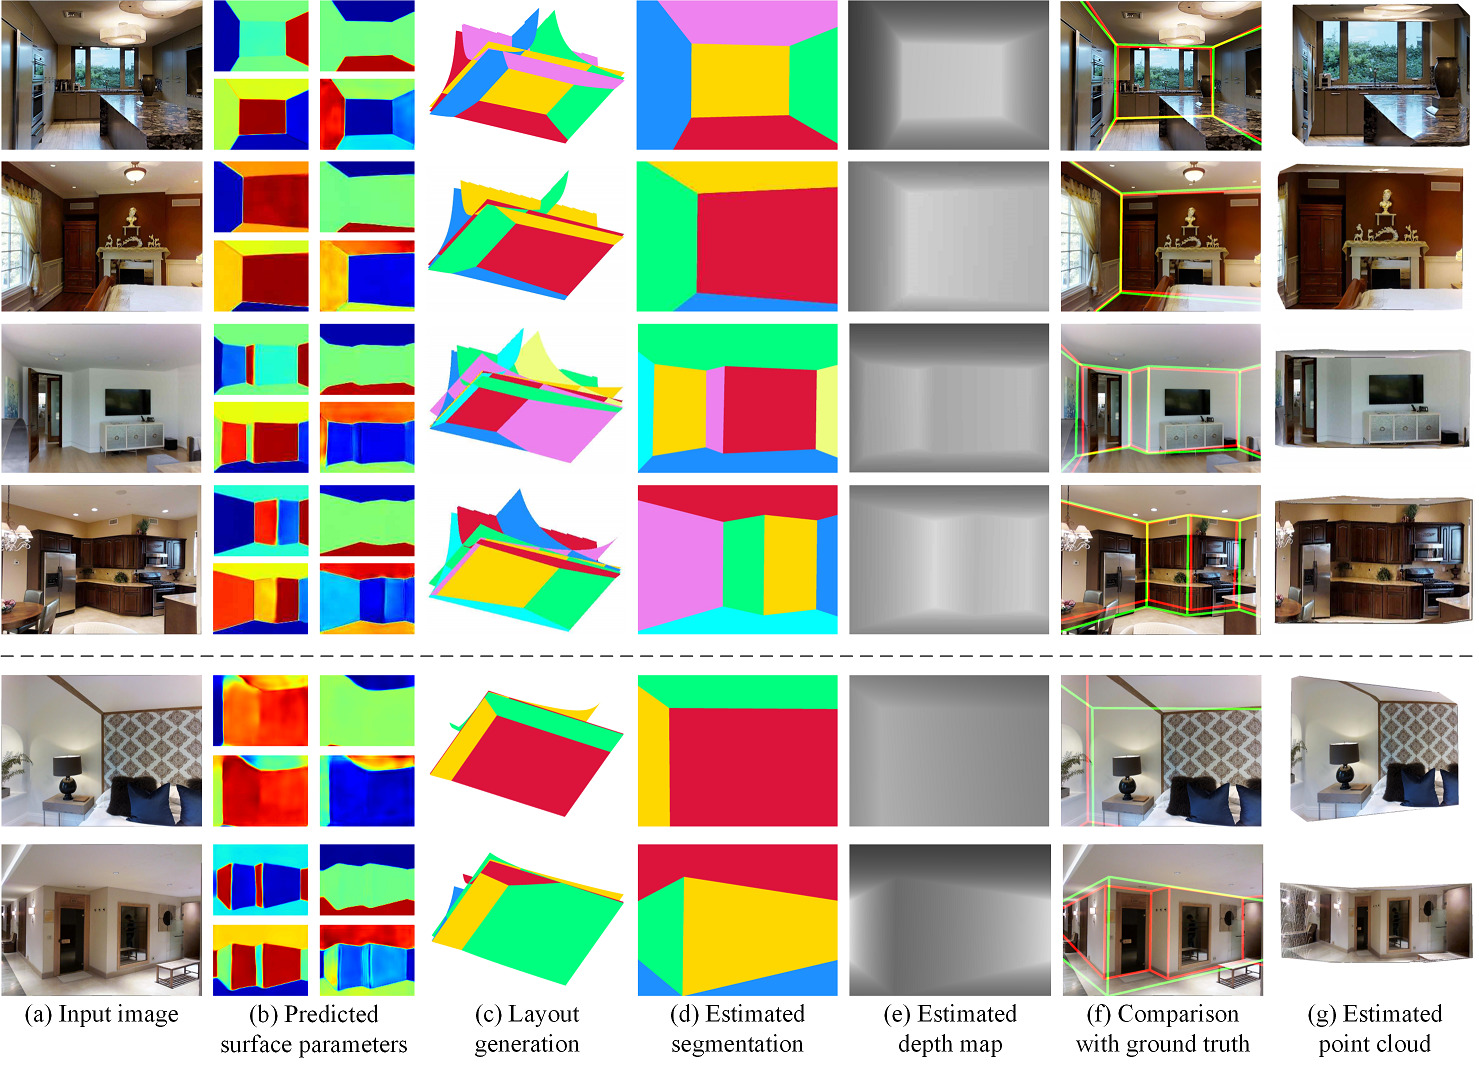 (a) Input image
(b) Predicted
surface parameters
(c) Layout
generation
(d) Estimated
segmentation
(e) Estimated
depth map
(f) Comparison
with ground truth
(g) Estimated
point cloud